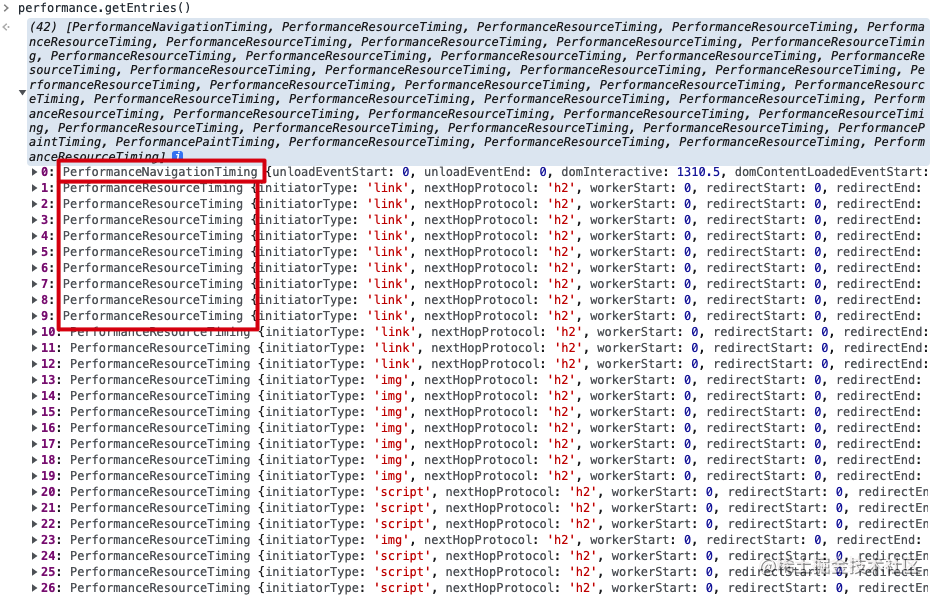 performance.getEntries()
(42) [PerformanceNavigationTiming, PerformanceResourceTiming, PerformanceResourceTiming, PerformanceResourceTiming, Performa
nceResourceTiming, PerformanceResourceTiming, PerformanceResourceTiming, PerformanceResourceTiming, PerformanceResourceTimin
g, PerformanceResourceTiming, PerformanceResourceTiming, PerformanceResourceTiming, PerformanceResourceTiming, PerformanceRe
sourceTiming, PerformanceResourceTiming, PerformanceResourceTiming, PerformanceResourceTiming, PerformanceResourceTiming, Pe
rformanceResourceTiming, PerformanceResourceTiming, PerformanceResourceTiming, PerformanceResourceTiming, PerformanceResourc
eTiming, PerformanceResourceTiming, PerformanceResourceTiming, PerformanceResourceTiming, PerformanceResourceTiming, Perform
anceResourceTiming, PerformanceResourceTiming, PerformanceResourceTiming, PerformanceResourceTiming, PerformanceResourceTimi
ng, PerformanceResourceTiming, PerformanceResourceTiming, PerformanceResourceTiming, PerformanceResourceTiming, PerformanceP
aintTiming, PerformancePaintTiming, PerformanceResourceTiming, PerformanceResourceTiming, PerformanceResourceTiming, Perform
anceResourceTiming]
0: PerformanceNavigationTiming {unloadEventStart: 0, unloadEventEnd: 0, domInteractive: 1310.5, domContentLoadedEventStart:
1: PerformanceResourceTiming {initiatorType: 'link', nextHopProtocol: 'h2', workerStart: 0, redirectStart: 0, redirectEnd:
2: PerformanceResourceTiming {initiatorType: 'link', nextHopProtocol: 'h2', workerStart: 0, redirectStart: 0, redirectEnd:
3: PerformanceResourceTiming {initiatorType: 'link', nextHopProtocol: 'h2', workerStart: 0, redirectStart: 0, redirectEnd:
4: PerformanceResourceTiming {initiatorType: 'link', nextHopProtocol: 'h2', workerStart: 0, redirectStart: 0, redirectEnd:
5: PerformanceResourceTiming {initiatorType: 'link', nextHopProtocol: 'h2', workerStart: 0, redirectStart: 0, redirectEnd:
6: PerformanceResourceTiming {initiatorType: 'link', nextHopProtocol: 'h2', workerStart: 0, redirectStart: 0, redirectEnd:
7: PerformanceResourceTiming {initiatorType: 'link', nextHopProtocol: 'h2', workerStart: 0, redirectStart: 0, redirectEnd:
8: PerformanceResourceTiming {initiatorType: 'link', nextHopProtocol: 'h2', workerStart: 0, redirectStart: 0, redirectEnd:
9: PerformanceResourceTiming {initiatorType: 'link', nextHopProtocol: 'h2', workerStart: 0, redirectStart: 0, redirectEnd:
10: PerformanceResourceTiming {initiatorType: 'link', nextHopProtocol: 'h2', workerStart: 0, redirectStart: 0, redirectEnd:
11: PerformanceResourceTiming {initiatorType: 'link', nextHopProtocol: 'h2', workerStart: 0, redirectStart: 0, redirectEnd:
12: PerformanceResourceTiming {initiatorType: 'link', nextHopProtocol: 'h2', workerStart: 0, redirectStart: 0, redirectEnd:
13: PerformanceResourceTiming {initiatorType: 'img', nextHopProtocol: 'h2', workerStart: 0, redirectStart: 0, redirectEnd:
14: PerformanceResourceTiming {initiatorType: 'img', nextHopProtocol: 'h2', workerStart: 0, redirectStart: 0, redirectEnd:
15: PerformanceResourceTiming {initiatorType: 'img', nextHopProtocol: 'h2', workerStart: 0, redirectStart: 0, redirectEnd:
16: PerformanceResourceTiming {initiatorType: 'img', nextHopProtocol: 'h2', workerStart: 0, redirectStart: 0, redirectEnd:
17: PerformanceResourceTiming {initiatorType: 'img', nextHopProtocol: 'h2', workerStart: 0, redirectStart: 0, redirectEnd:
18: PerformanceResourceTiming {initiatorType: 'img', nextHopProtocol: 'h2', workerStart: 0, redirectStart: 0, redirectEnd:
19: PerformanceResourceTiming {initiatorType: 'img', nextHopProtocol: 'h2', workerStart: 0, redirectStart: 0, redirectEnd:
20: PerformanceResourceTiming {initiatorType: 'script', nextHopProtocol: 'h2', workerStart: 0, redirectStart: 0, redirectEn
21: PerformanceResourceTiming {initiatorType: 'script', nextHopProtocol: 'h2', workerStart: 0, redirectStart: 0, redirectEn
22: PerformanceResourceTiming {initiatorType: 'script', nextHopProtocol: 'h2', workerStart: 0, redirectStart: 0, redirectEn
23: PerformanceResourceTiming {initiatorType: 'img', nextHopProtocol: 'h2', workerStart: 0, redirectStart: 0, redirectEnd:
24: PerformanceResourceTiming {initiatorType: 'script', nextHopProtocol: 'h2', workerStart: 0, redirectStart: 0, redirectEn
25: PerformanceResourceTiming {initiatorType: 'script', nextHopProtocol: 'h2', workerStart: 0, redirectStart: 0, redirectEn
26: PerformanceResourceTiming {initiatorType: 'script', nextHopProtocol: 'h2', workerStart: 0, redirectStart: 0, redirectEn
@稀土掘金技术社区